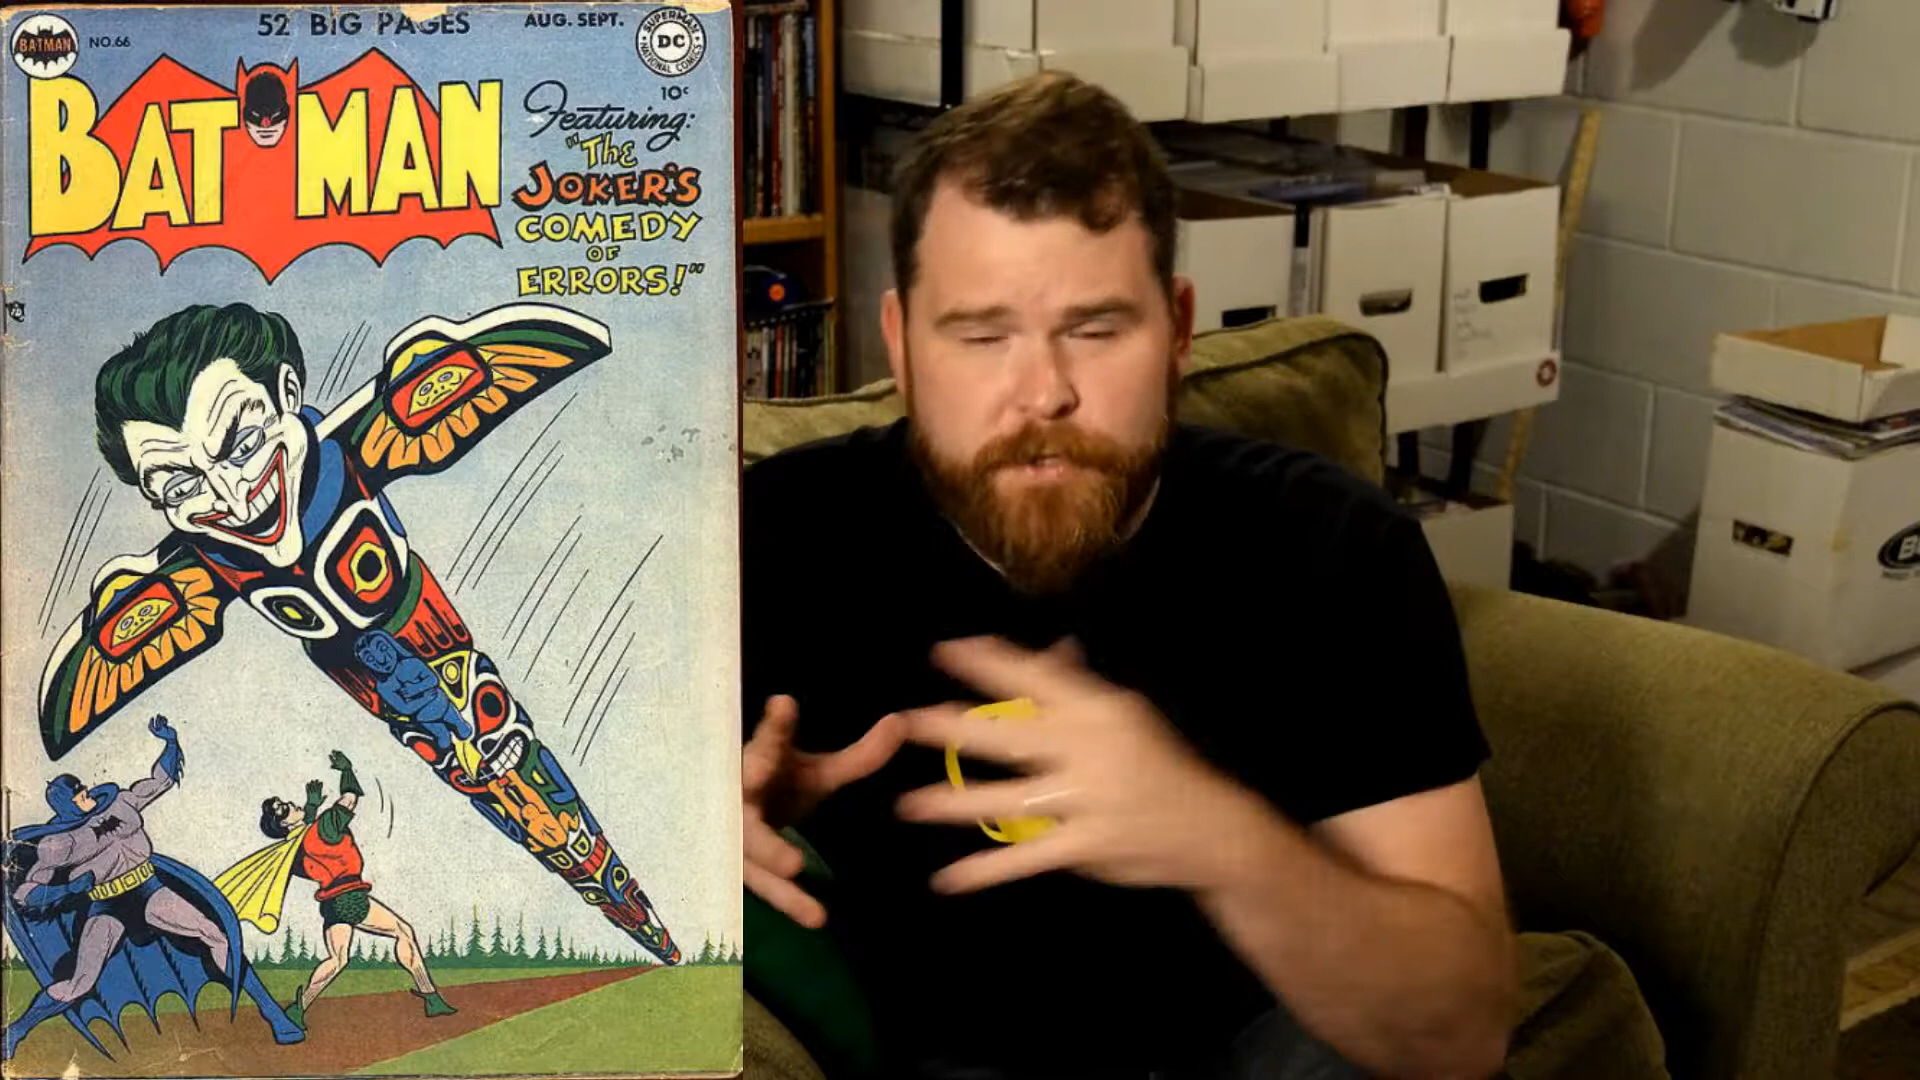 52 BIG PAGES
AUG. SEPT.
BATMAN
NO.66
SUPERMAN
DC
NATIONAL COMICS
10¢
BATMAN
Featuring:
"The
JOKER'S
COMEDY
OF
ERRORS!"